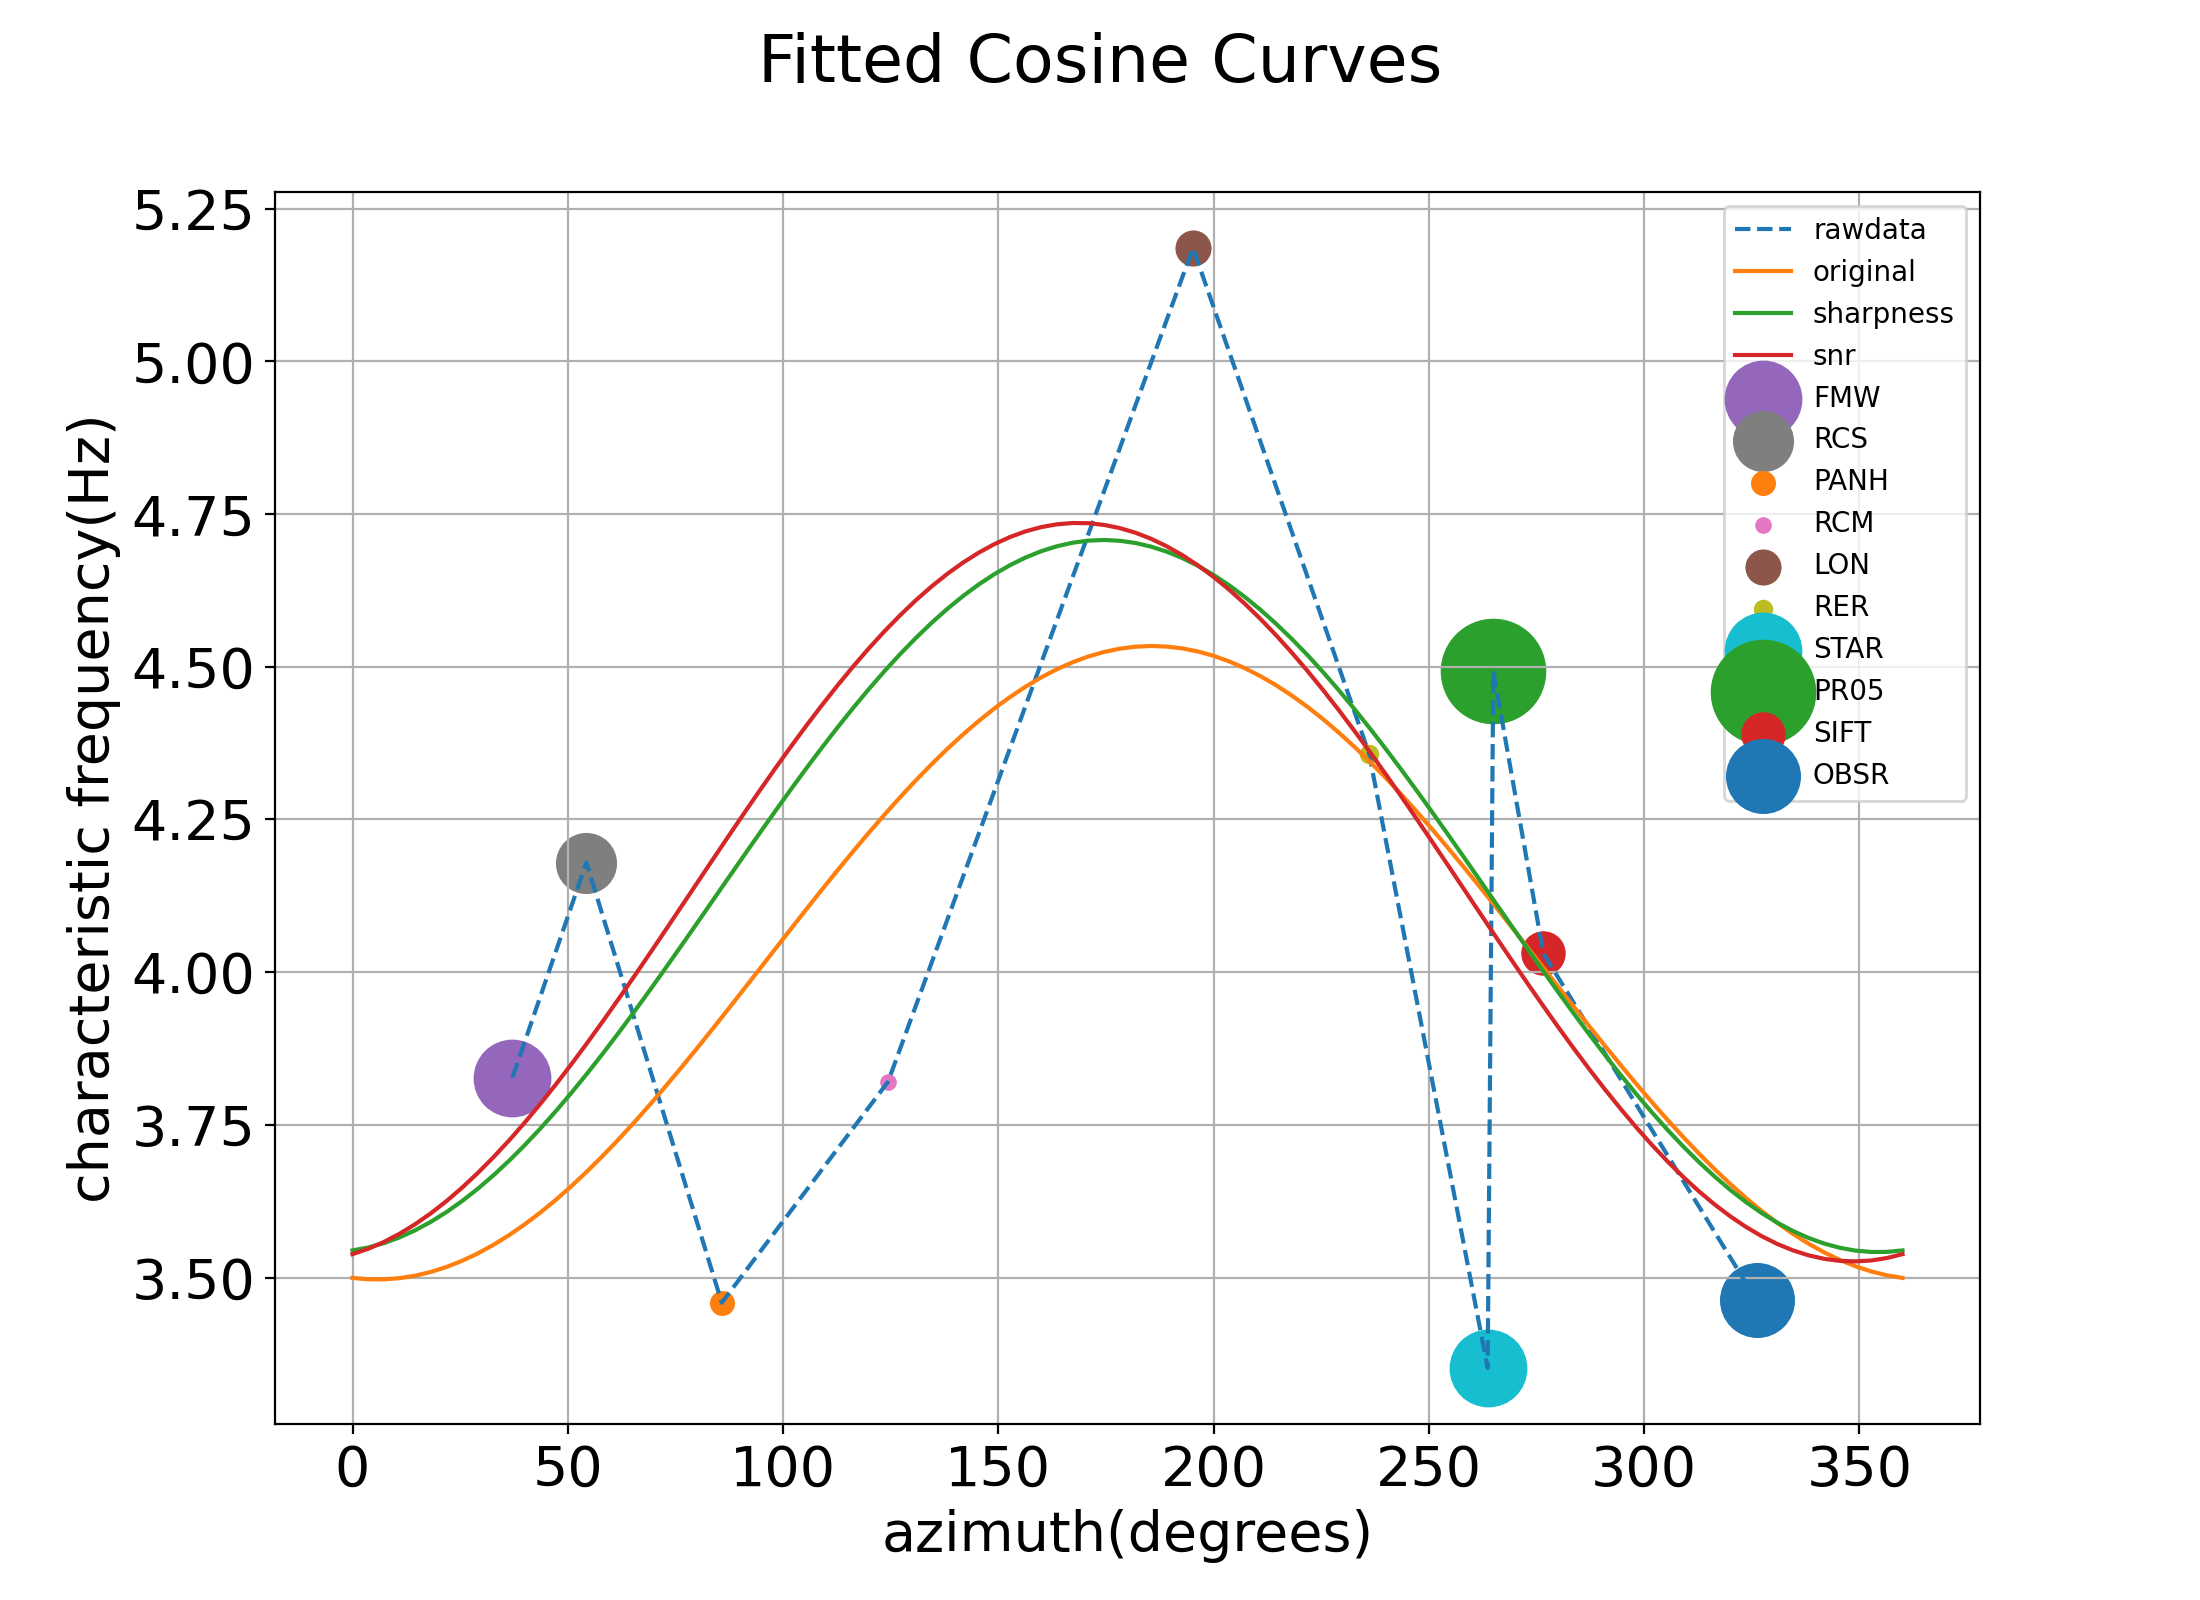 Fitted Cosine Curves
5.25
5.00
4.75
4.50
4.25
4.00
3.75
3.50
characteristic frequency(Hz)
rawdata
original
sharpness
snr
FMW
RCS
PANH
RCM
LON
RER
STAR
PR05
SIFT
OBSR
0 50 100 150 200 250 300 350
azimuth(degrees)